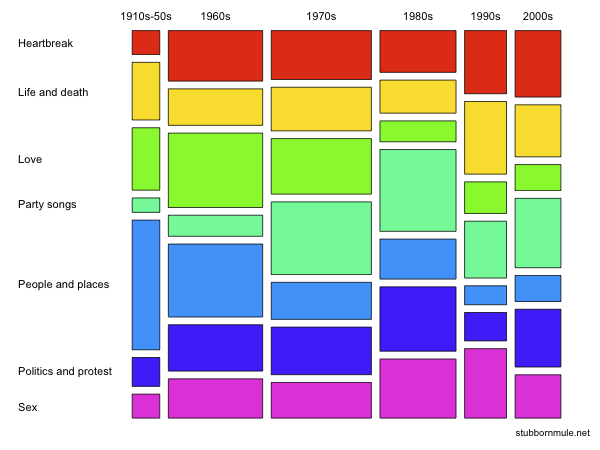 1910s-50s 1960s 1970s 1980s 1990s 2000s
Heartbreak
Life and death
Love
Party songs
People and places
Politics and protest
Sex
stubbornmule.net